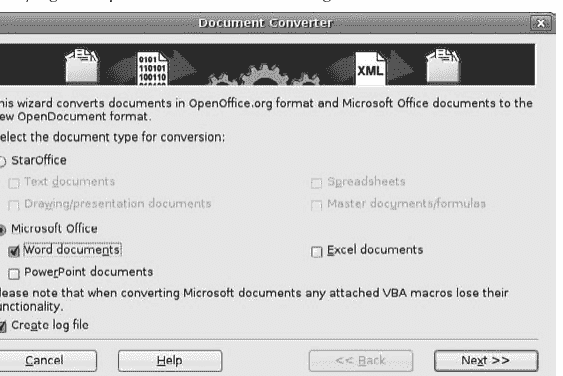 Document Converter
0101
110101
100110
XML
his wizard converts documents in OpenOffice.org format and Microsoft Office documents to the
ew OpenDocument format.
elect the document type for conversion:
StarOffice
Text documents
Spreadsheets
Drawing/presentation documents
Master documents/formulas
Microsoft Office
Word documents
Excel documents
PowerPoint documents
lease note that when converting Microsoft documents any attached VBA macros lose their
unctionality.
Create log file
Cancel
Help
<< Back
Next >>